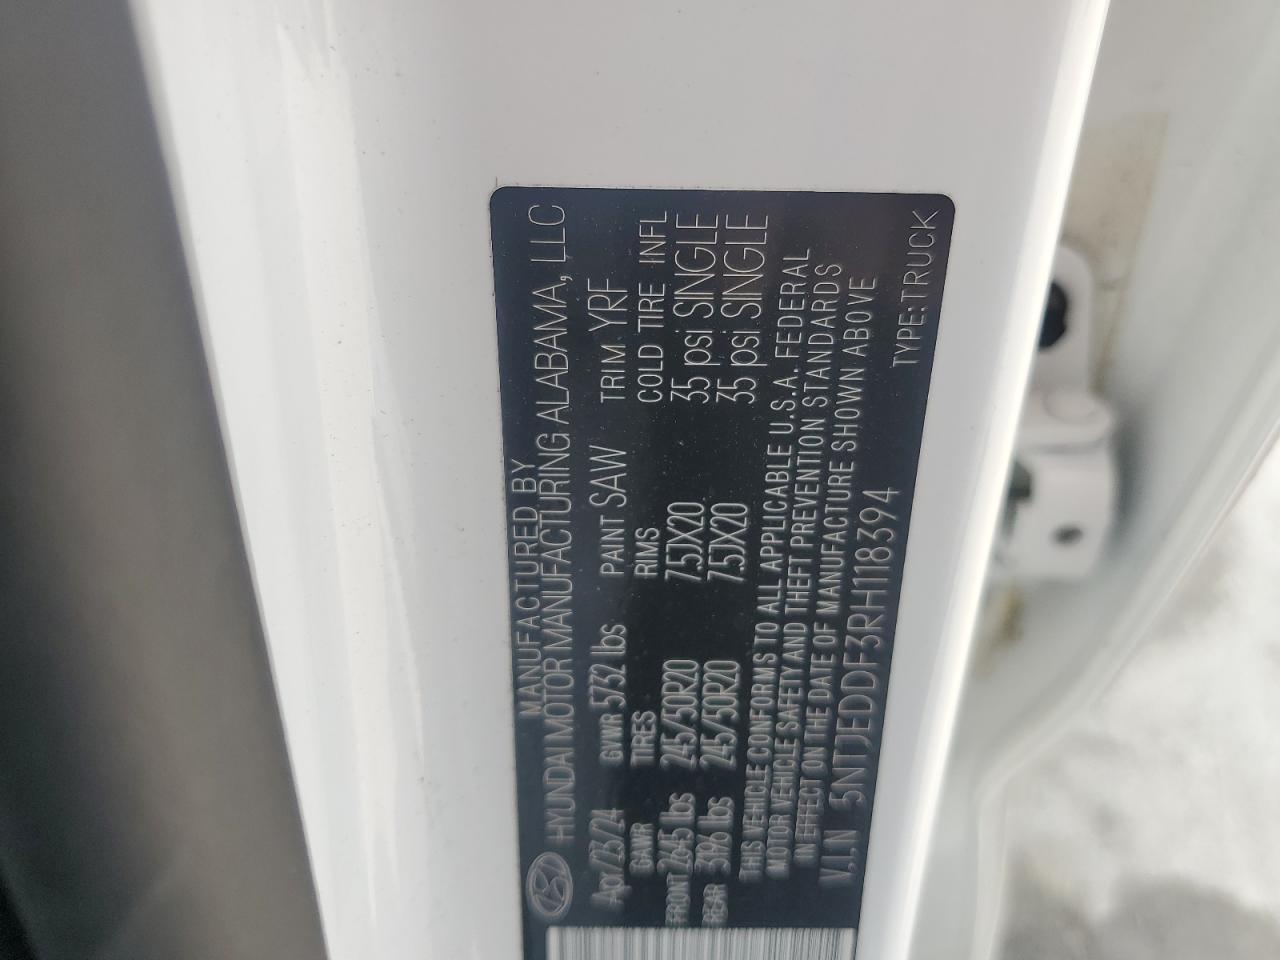 MANUFACTURED BY
HYUNDAI MOTOR MANUFACTURING ALABAMA, LLC
Apr/23/24 GVWR 5732 lbs PAINT SAW TRIM YRF
GAWR TIRES RIMS COLD TIRE INFL
FRONT 2645 lbs 245/50R20 7.5JX20 35 psi SINGLE
REAR 3196 lbs 245/50R20 7.5JX20 35 psi SINGLE
THIS VEHICLE CONFORMS TO ALL APPLICABLE U.S.A. FEDERAL
MOTOR VEHICLE SAFETY AND THEFT PREVENTION STANDARDS
IN EFFECT ON THE DATE OF MANUFACTURE SHOWN ABOVE
V.I.N 5NTJEDDF3RH118394 TYPE:TRUCK